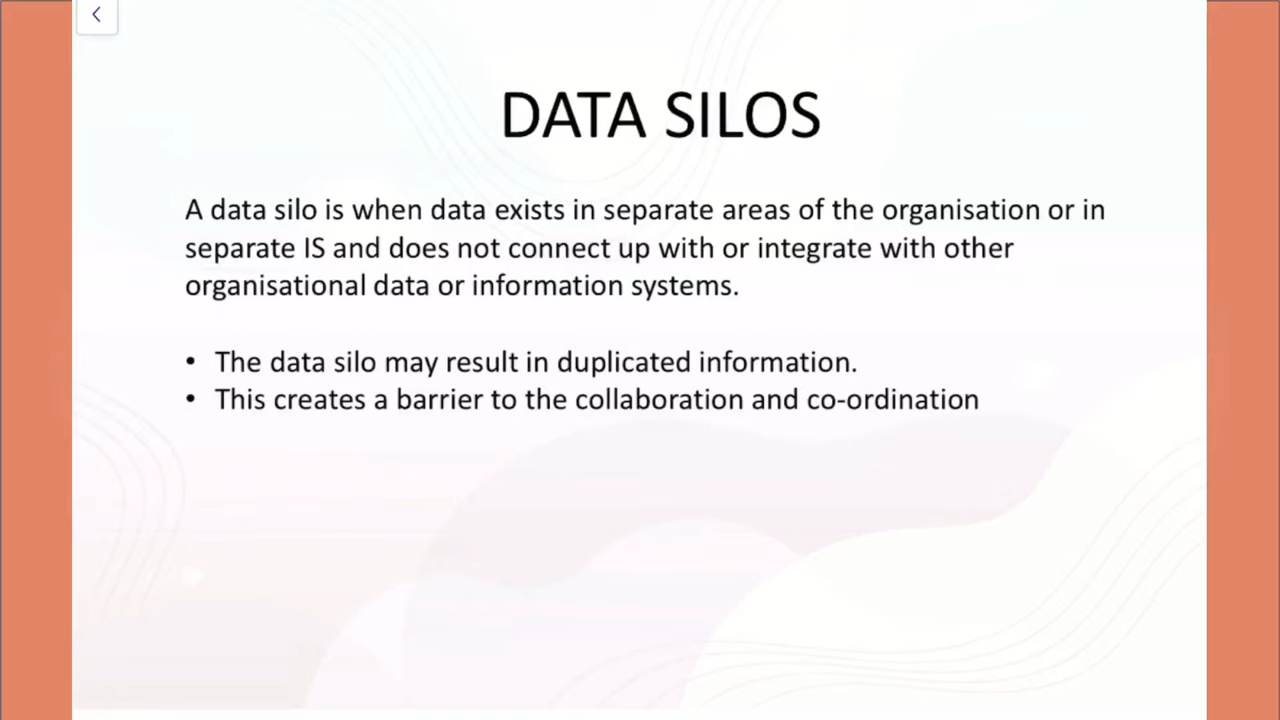 DATA SILOS
A data silo is when data exists in separate areas of the organisation or in
separate IS and does not connect up with or integrate with other
organisational data or information systems.
• The data silo may result in duplicated information.
• This creates a barrier to the collaboration and co-ordination